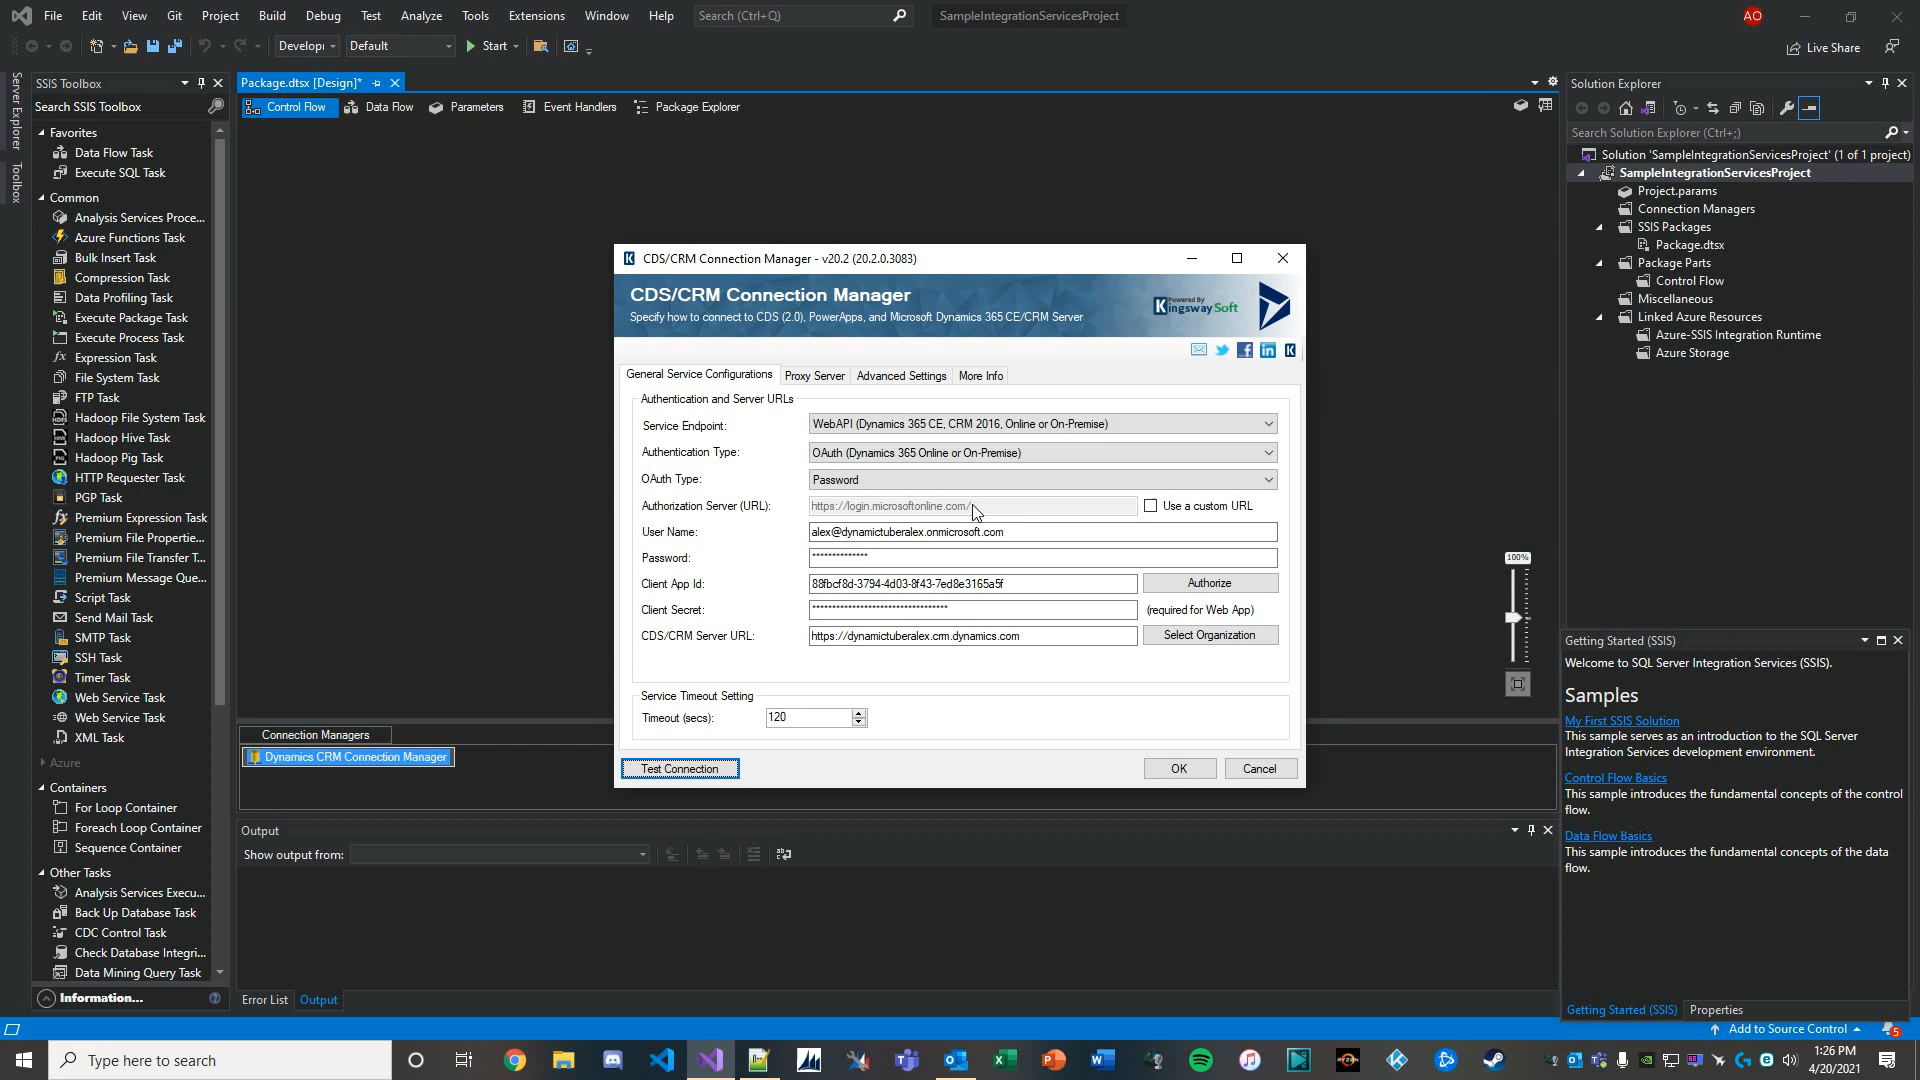 File Edit View Git Project Build Debug Test Analyze Tools Extensions Window Help Search (Ctrl+Q) SampleIntegrationServicesProject AO
Developı Default Start Live Share
Server Explorer
Toolbox
SSIS Toolbox
Search SSIS Toolbox
Favorites
Data Flow Task
Execute SQL Task
Common
Analysis Services Proce...
Azure Functions Task
Bulk Insert Task
Compression Task
Data Profiling Task
Execute Package Task
Execute Process Task
Expression Task
File System Task
FTP Task
Hadoop File System Task
Hadoop Hive Task
Hadoop Pig Task
HTTP Requester Task
PGP Task
Premium Expression Task
Premium File Propertie...
Premium File Transfer T...
Premium Message Que...
Script Task
Send Mail Task
SMTP Task
SSH Task
Timer Task
Web Service Task
Web Service Task
XML Task
Azure
Containers
For Loop Container
Foreach Loop Container
Sequence Container
Other Tasks
Analysis Services Execu...
Back Up Database Task
CDC Control Task
Check Database Integri...
Data Mining Query Task
Information...
Package.dtsx [Design]*
Control Flow Data Flow Parameters Event Handlers Package Explorer
CDS/CRM Connection Manager - v20.2 (20.2.0.3083)
CDS/CRM Connection Manager
Specify how to connect to CDS (2.0), PowerApps, and Microsoft Dynamics 365 CE/CRM Server
Powered By
KingswaySoft
General Service Configurations Proxy Server Advanced Settings More Info
Authentication and Server URLs
Service Endpoint: WebAPI (Dynamics 365 CE, CRM 2016, Online or On-Premise)
Authentication Type: OAuth (Dynamics 365 Online or On-Premise)
OAuth Type: Password
Authorization Server (URL): https://login.microsoftonline.com/ Use a custom URL
User Name: alex@dynamictuberalex.onmicrosoft.com
Password: **************
Client App Id: 88fbcf8d-3794-4d03-8f43-7ed8e3165a5f Authorize
Client Secret: ********************************** (required for Web App)
CDS/CRM Server URL: https://dynamictuberalex.crm.dynamics.com Select Organization
Service Timeout Setting
Timeout (secs): 120
Test Connection OK Cancel
100%
Connection Managers
Dynamics CRM Connection Manager
Output
Show output from:
Error List Output
Solution Explorer
Search Solution Explorer (Ctrl+;)
Solution 'SampleIntegrationServicesProject' (1 of 1 project)
SampleIntegrationServicesProject
Project.params
Connection Managers
SSIS Packages
Package.dtsx
Package Parts
Control Flow
Miscellaneous
Linked Azure Resources
Azure-SSIS Integration Runtime
Azure Storage
Getting Started (SSIS)
Welcome to SQL Server Integration Services (SSIS).
Samples
My First SSIS Solution
This sample serves as an introduction to the SQL Server
Integration Services development environment.
Control Flow Basics
This sample introduces the fundamental concepts of the control
flow.
Data Flow Basics
This sample introduces the fundamental concepts of the data
flow.
Getting Started (SSIS) Properties
Add to Source Control 5
Type here to search
1:26 PM
4/20/2021